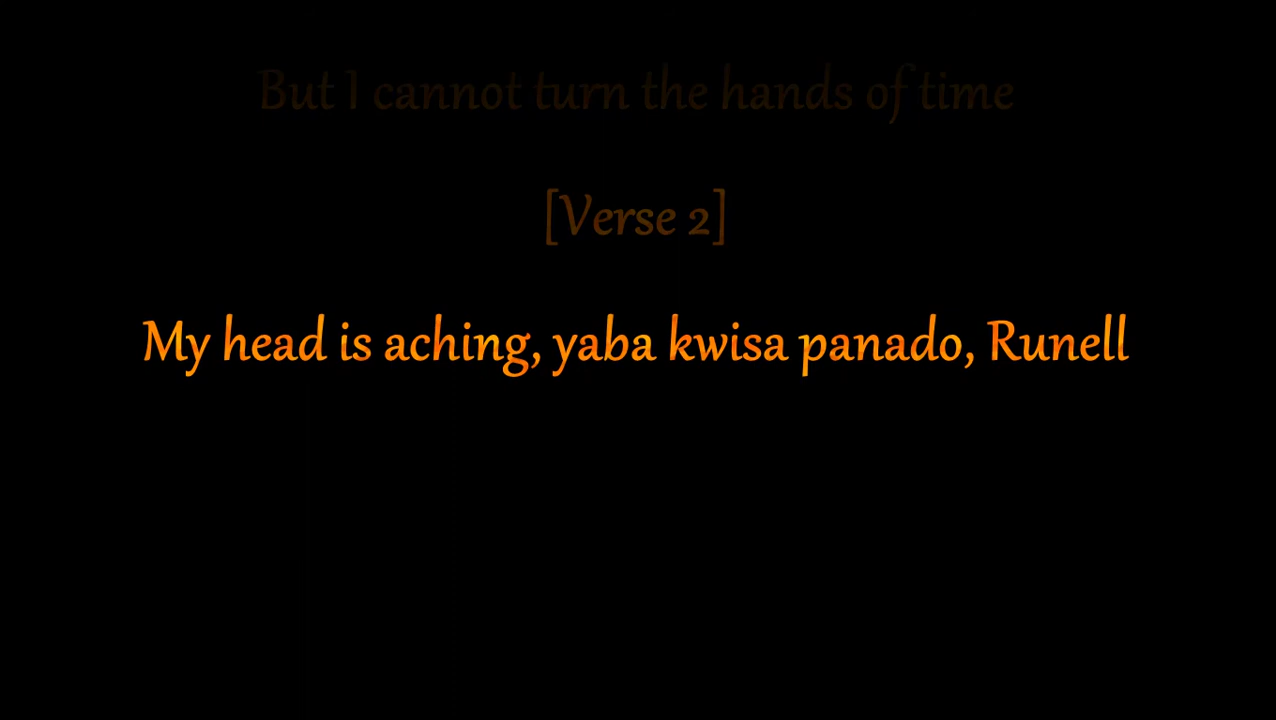 But I cannot turn the hands of time
[Verse 2]
My head is aching, yaba kwisa panado, Runell